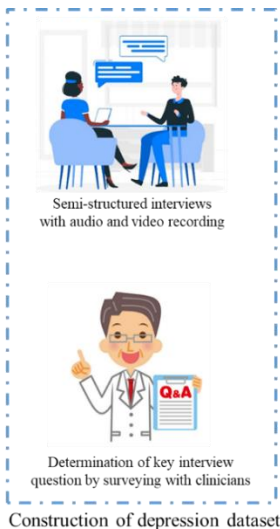 Semi-structured interviews
with audio and video recording
Q&A
Determination of key interview
question by surveying with clinicians
Construction of depression dataset